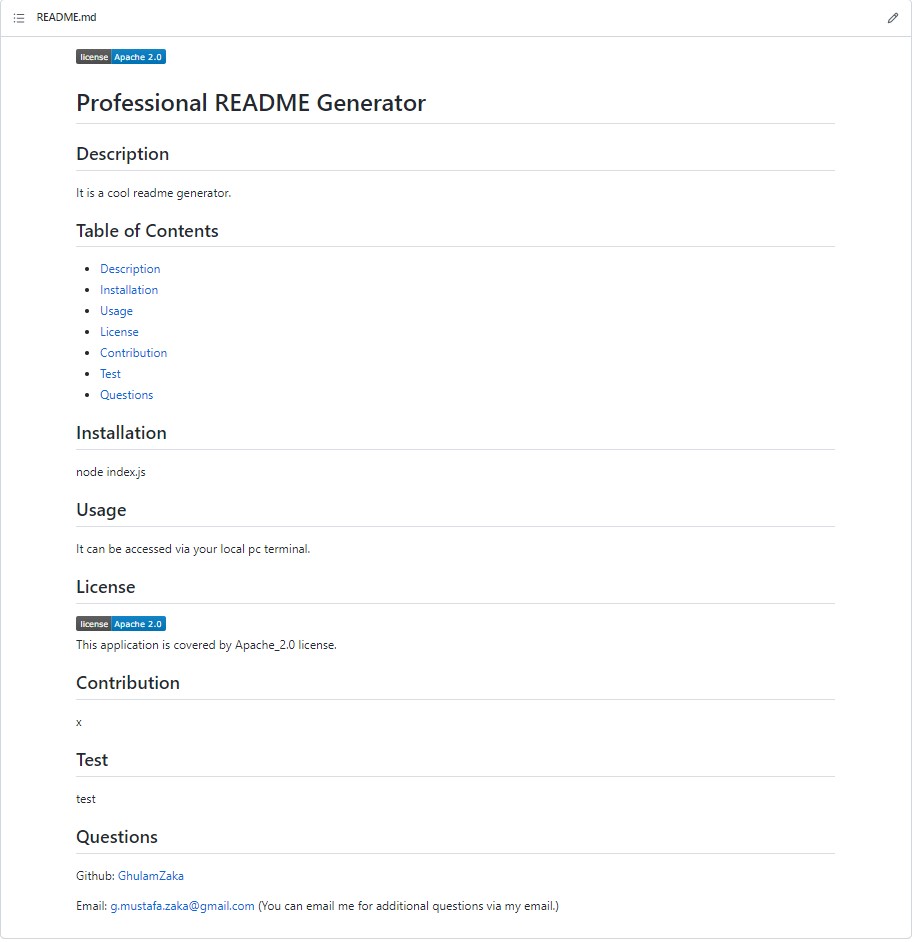 README.md
license Apache 2.0
Professional README Generator
Description
It is a cool readme generator.
Table of Contents
Description
Installation
Usage
License
Contribution
Test
Questions
Installation
node index.js
Usage
It can be accessed via your local pc terminal.
License
license Apache 2.0
This application is covered by Apache_2.0 license.
Contribution
x
Test
test
Questions
Github: GhulamZaka
Email: g.mustafa.zaka@gmail.com (You can email me for additional questions via my email.)